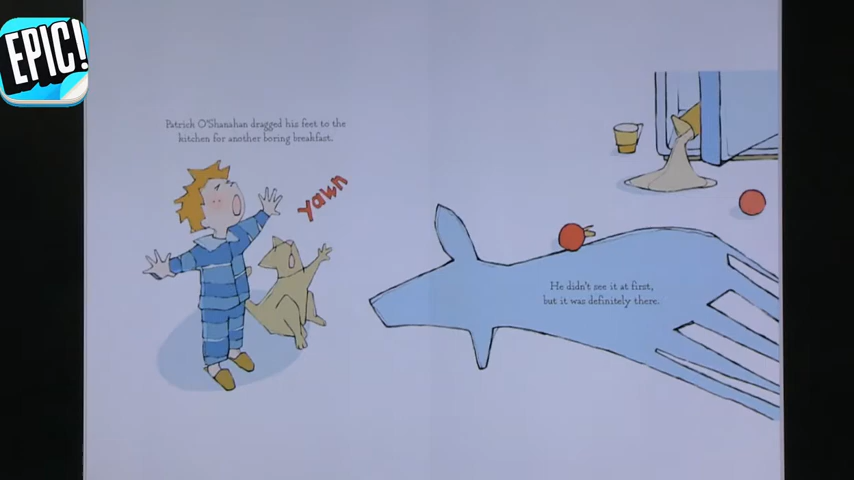 EPIC!
Patrick O'Shanahan dragged his feet to the
kitchen for another boring breakfast.
yawn
He didn't see it at first,
but it was definitely there.